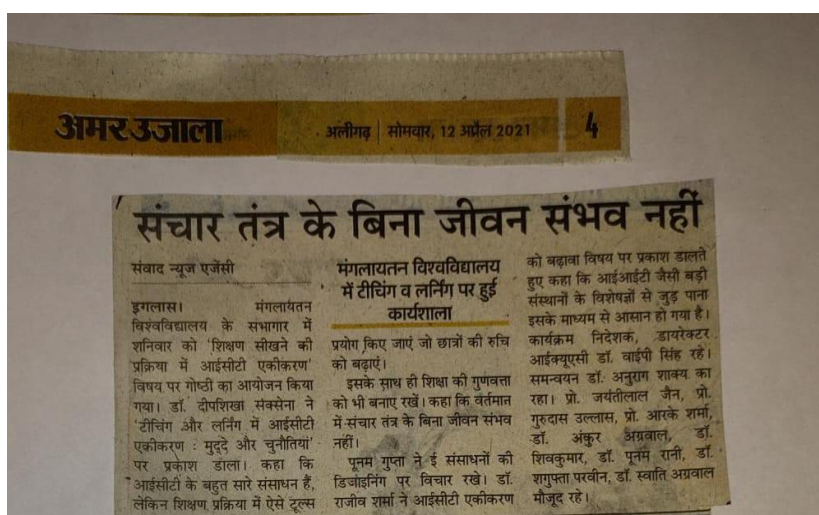 अमर उजाला
अलीगढ़ | सोमवार, 12 अप्रैल 2021
4
संचार तंत्र के बिना जीवन संभव नहीं
संवाद न्यूज एजेंसी
इगलास। मंगलायतन
विश्वविद्यालय के सभागार में
शनिवार को 'शिक्षण सीखने की
प्रक्रिया में आईसीटी एकीकरण'
विषय पर गोष्ठी का आयोजन किया
गया। डॉ. दीपशिखा सक्सेना ने
'टीचिंग और लर्निंग में आईसीटी
एकीकरण : मुद्दे और चुनौतियां'
पर प्रकाश डाला। कहा कि
आईसीटी के बहुत सारे संसाधन हैं,
लेकिन शिक्षण प्रक्रिया में ऐसे टूल्स
मंगलायतन विश्वविद्यालय
में टीचिंग व लर्निंग पर हुई
कार्यशाला
प्रयोग किए जाएं जो छात्रों की रुचि
को बढ़ाएं।
इसके साथ ही शिक्षा की गुणवत्ता
को भी बनाए रखें। कहा कि वर्तमान
में संचार तंत्र के बिना जीवन संभव
नहीं।
पूनम गुप्ता ने ई संसाधनों की
डिजोइनिंग पर विचार रखे। डॉ.
राजीव शर्मा ने आईसीटी एकीकरण
को बढ़ावा विषय पर प्रकाश डालते
हुए कहा कि आईआईटी जैसी बड़ी
संस्थानों के विशेषज्ञों से जुड़ पाना
इसके माध्यम से आसान हो गया है।
कार्यक्रम निदेशक, डायरेक्टर
आईक्यूएसी डॉ. वाईपी सिंह रहे।
समन्वयन डॉ. अनुराग शाक्य का
रहा। प्रो. जयंतीलाल जैन, प्रो.
गुरुदास उल्लास, प्रो. आरके शर्मा,
डॉ. अंकुर अग्रवाल, डॉ.
शिवकुमार, डॉ. पूनम रानी, डॉ.
शगुफ्ता परवीन, डॉ. स्वाति अग्रवाल
मौजूद रहे।